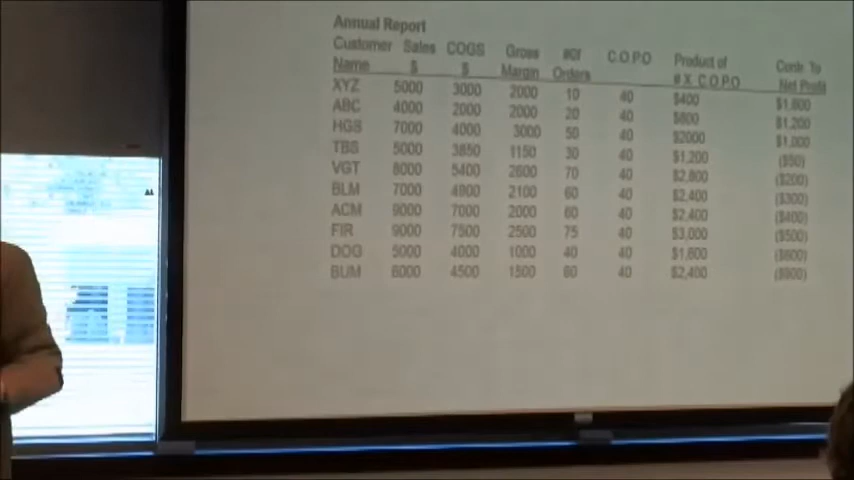 Annual Report
Customer Sales COGS Gross #Of C.O.P.O Product of Contr. To
Name $ $ Margin Orders # X C.O.P.O Net Profit
XYZ 5000 3000 2000 10 40 $400 $1,600
ABC 4000 2000 2000 20 40 $800 $1,200
HGS 7000 4000 3000 50 40 $2000 $1,000
TBS 5000 3850 1150 30 40 $1,200 ($50)
VGT 8000 5400 2600 70 40 $2,800 ($200)
BLM 7000 4900 2100 60 40 $2,400 ($300)
ACM 9000 7000 2000 60 40 $2,400 ($400)
FIR 9000 7500 2500 75 40 $3,000 ($500)
DOG 5000 4000 1000 40 40 $1,600 ($600)
BUM 6000 4500 1500 60 40 $2,400 ($900)